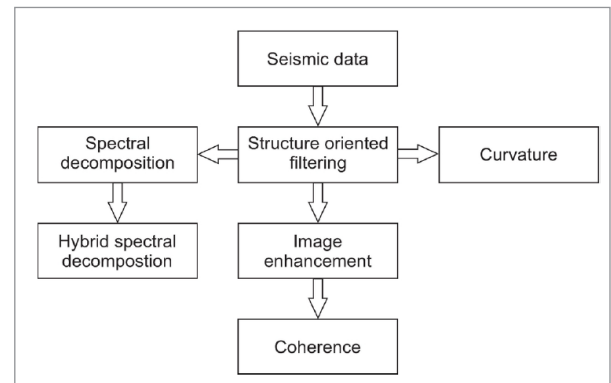 Seismic data
Spectral
decomposition
Structure oriented
filtering
Curvature
Hybrid spectral
decompostion
Image
enhancement
Coherence